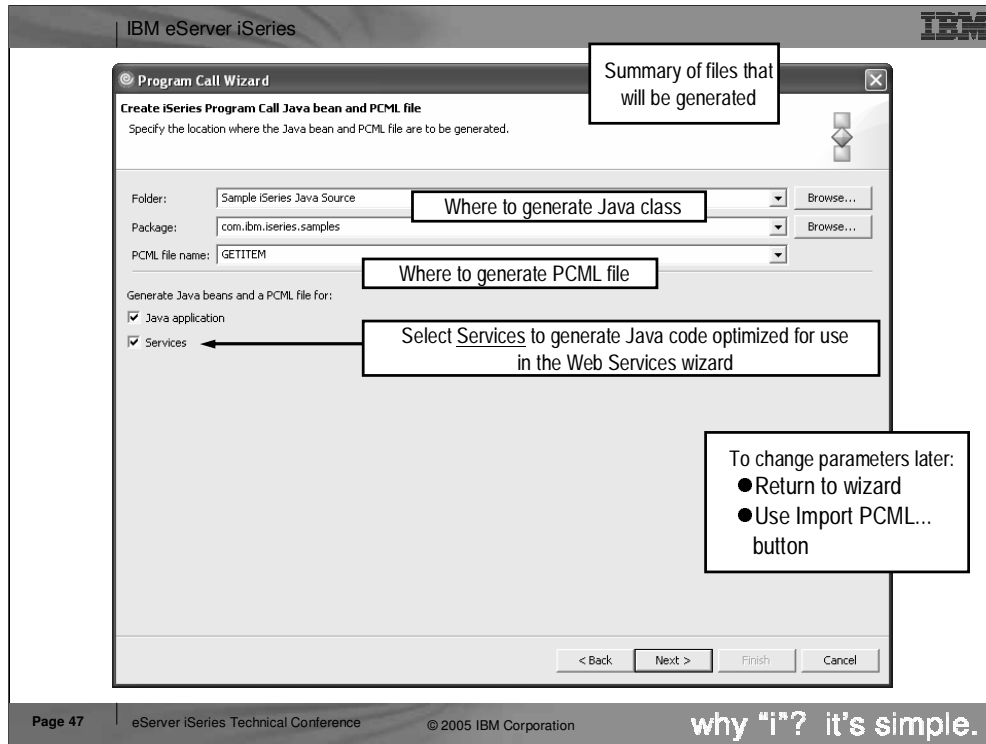 IBM eServer iSeries
IBM
Summary of files that
will be generated
Program Call Wizard
Create iSeries Program Call Java bean and PCML file
Specify the location where the Java bean and PCML file are to be generated.
Folder: Sample iSeries Java Source Browse...
Where to generate Java class
Package: com.ibm.iseries.samples Browse...
PCML file name: GETITEM
Where to generate PCML file
Generate Java beans and a PCML file for:
Java application
Services
Select Services to generate Java code optimized for use
in the Web Services wizard
To change parameters later:
●Return to wizard
●Use Import PCML...
button
< Back Next > Finish Cancel
Page 47 eServer iSeries Technical Conference © 2005 IBM Corporation why "i"? it's simple.